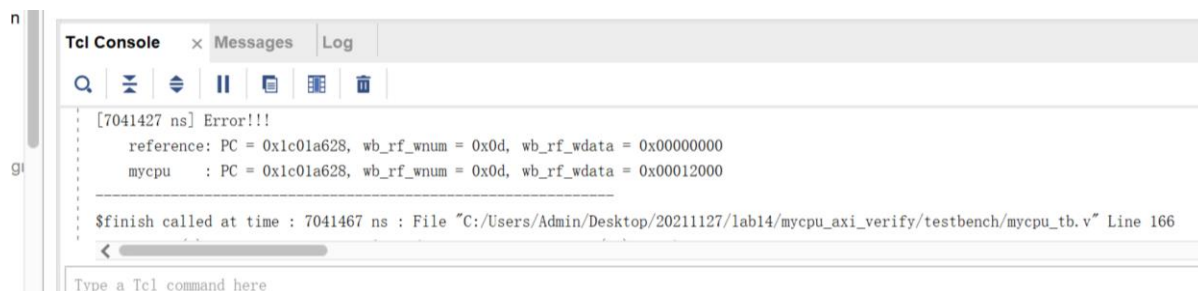 n
Tcl Console × Messages Log
[7041427 ns] Error!!!
reference: PC = 0x1c01a628, wb_rf_wnum = 0x0d, wb_rf_wdata = 0x00000000
mycpu : PC = 0x1c01a628, wb_rf_wnum = 0x0d, wb_rf_wdata = 0x00012000
--------------------------------------------------------------
$finish called at time : 7041467 ns : File "C:/Users/Admin/Desktop/20211127/lab14/mycpu_axi_verify/testbench/mycpu_tb.v" Line 166
Type a Tcl command here